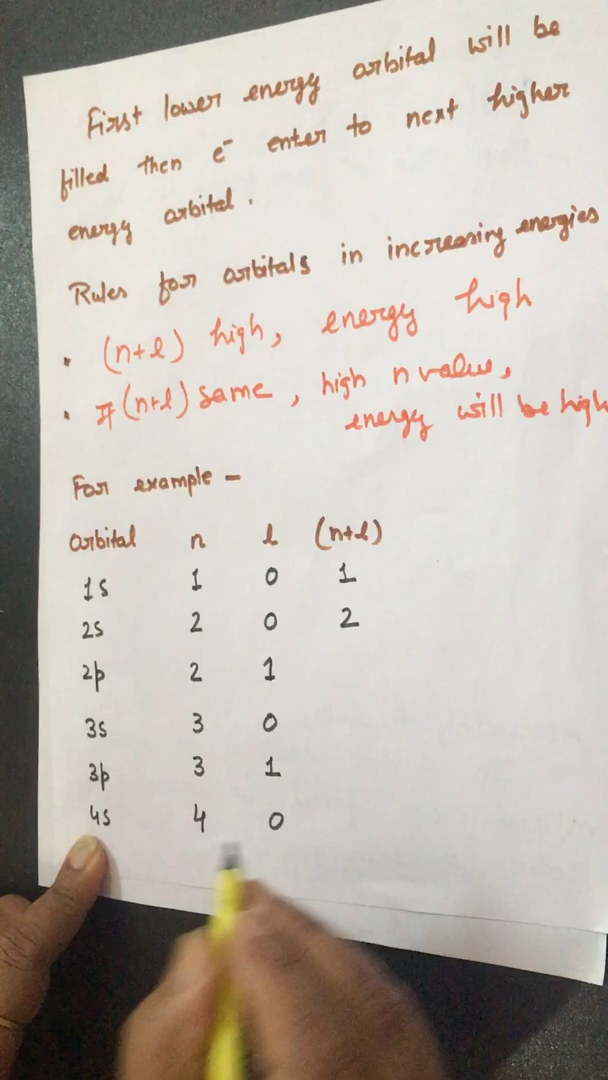 First lower energy orbital will be
filled then e⁻ enter to next higher
energy orbital.
Rules for orbitals in increasing energies
• (n+l) high, energy high
• If (n+l) same, high n value,
energy will be high
For example -
orbital n l (n+l)
1s 1 0 1
2s 2 0 2
2p 2 1
3s 3 0
3p 3 1
4s 4 0